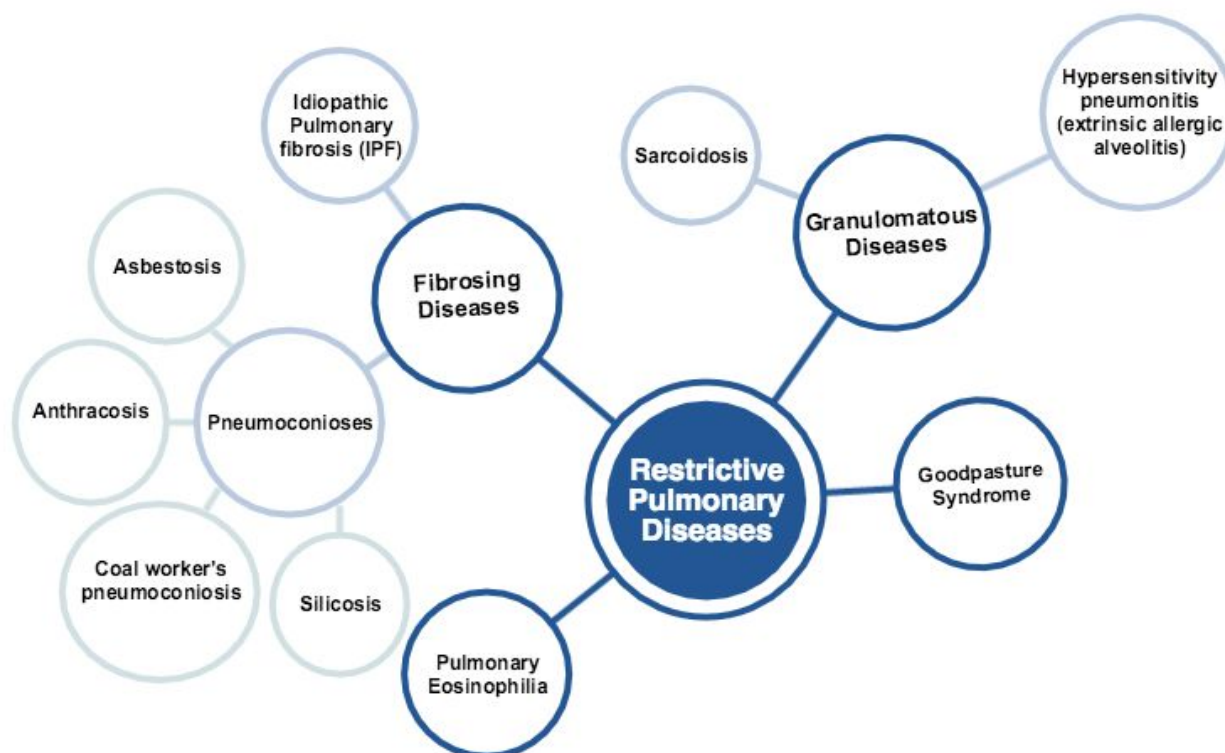 Idiopathic
Pulmonary
fibrosis (IPF)
Hypersensitivity
pneumonitis
(extrinsic allergic
alveolitis)
Sarcoidosis
Granulomatous
Diseases
Asbestosis
Fibrosing
Diseases
Anthracosis
Pneumoconioses
Restrictive
Pulmonary
Diseases
Goodpasture
Syndrome
Coal worker's
pneumoconiosis
Silicosis
Pulmonary
Eosinophilia